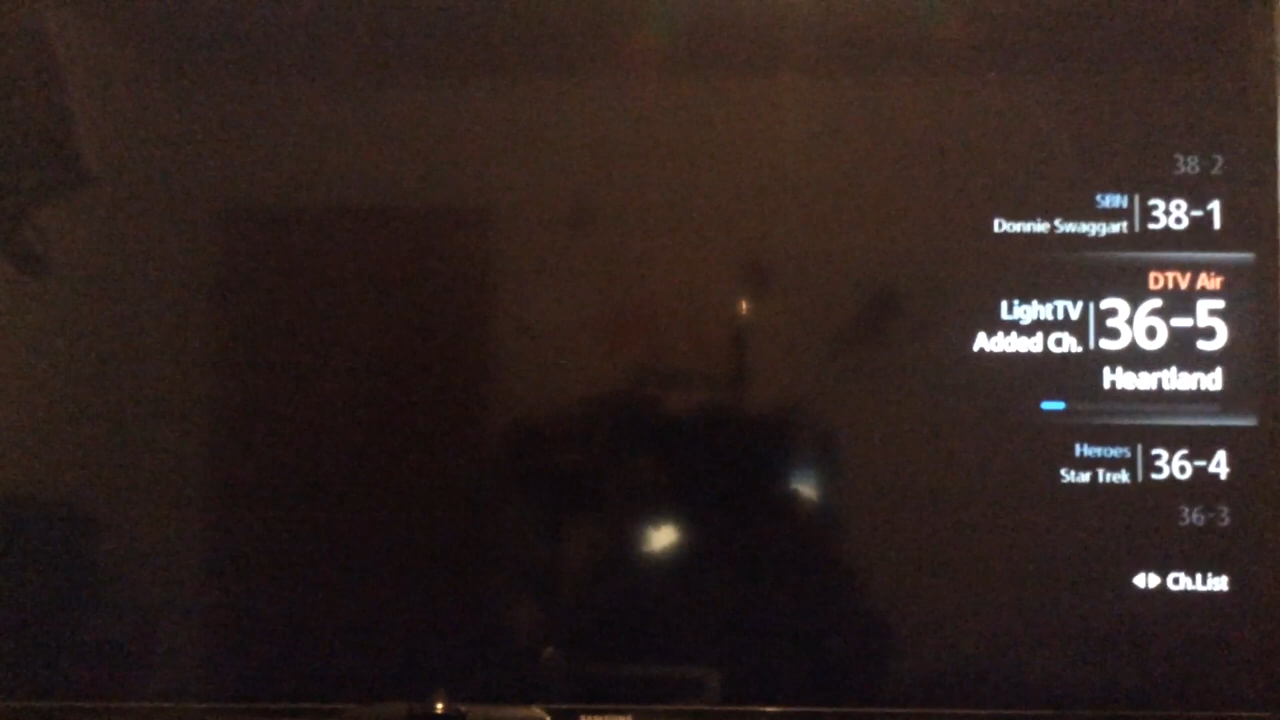 38-2
SBN
Donnie Swaggart
38-1
DTV Air
LightTV
Added Ch.
36-5
Heartland
Heroes
Star Trek
36-4
36-3
Ch.List
SAMSUNG